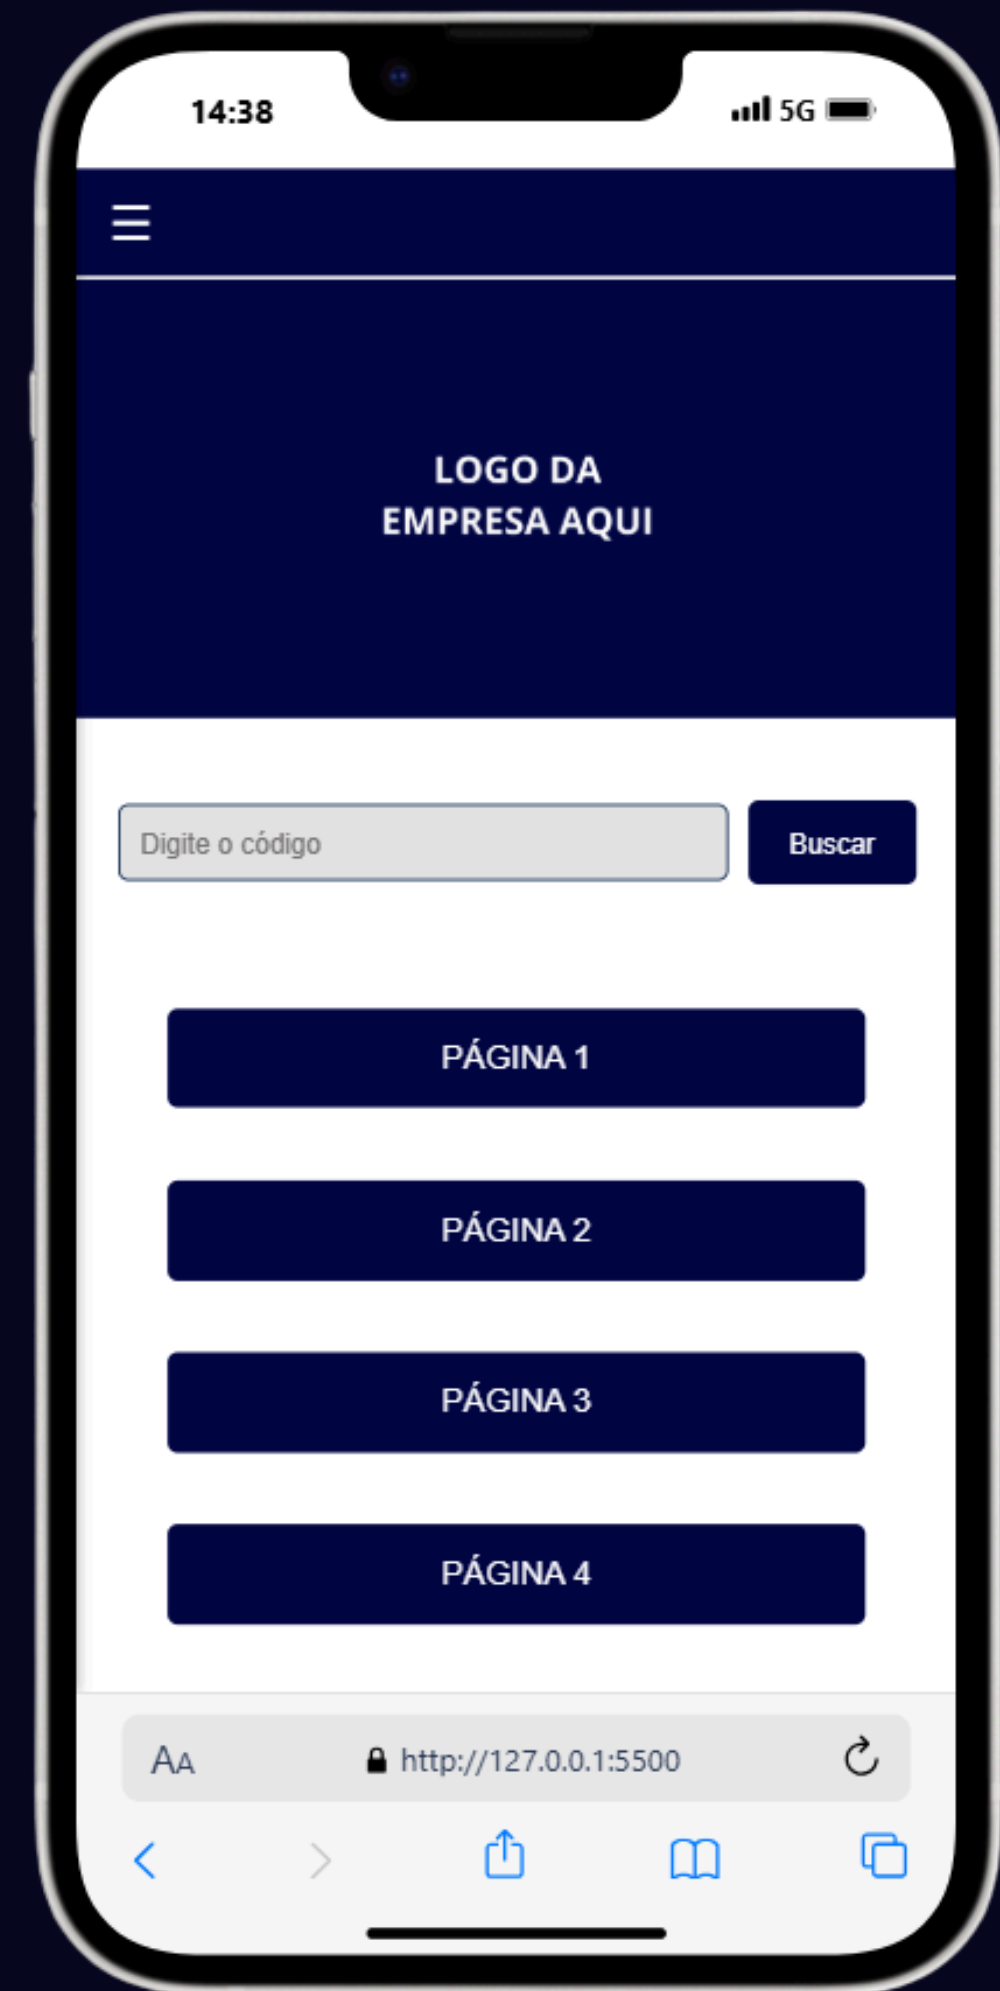 14:38
5G
LOGO DA
EMPRESA AQUI
Digite o código
Buscar
PÁGINA 1
PÁGINA 2
PÁGINA 3
PÁGINA 4
AA
http://127.0.0.1:5500